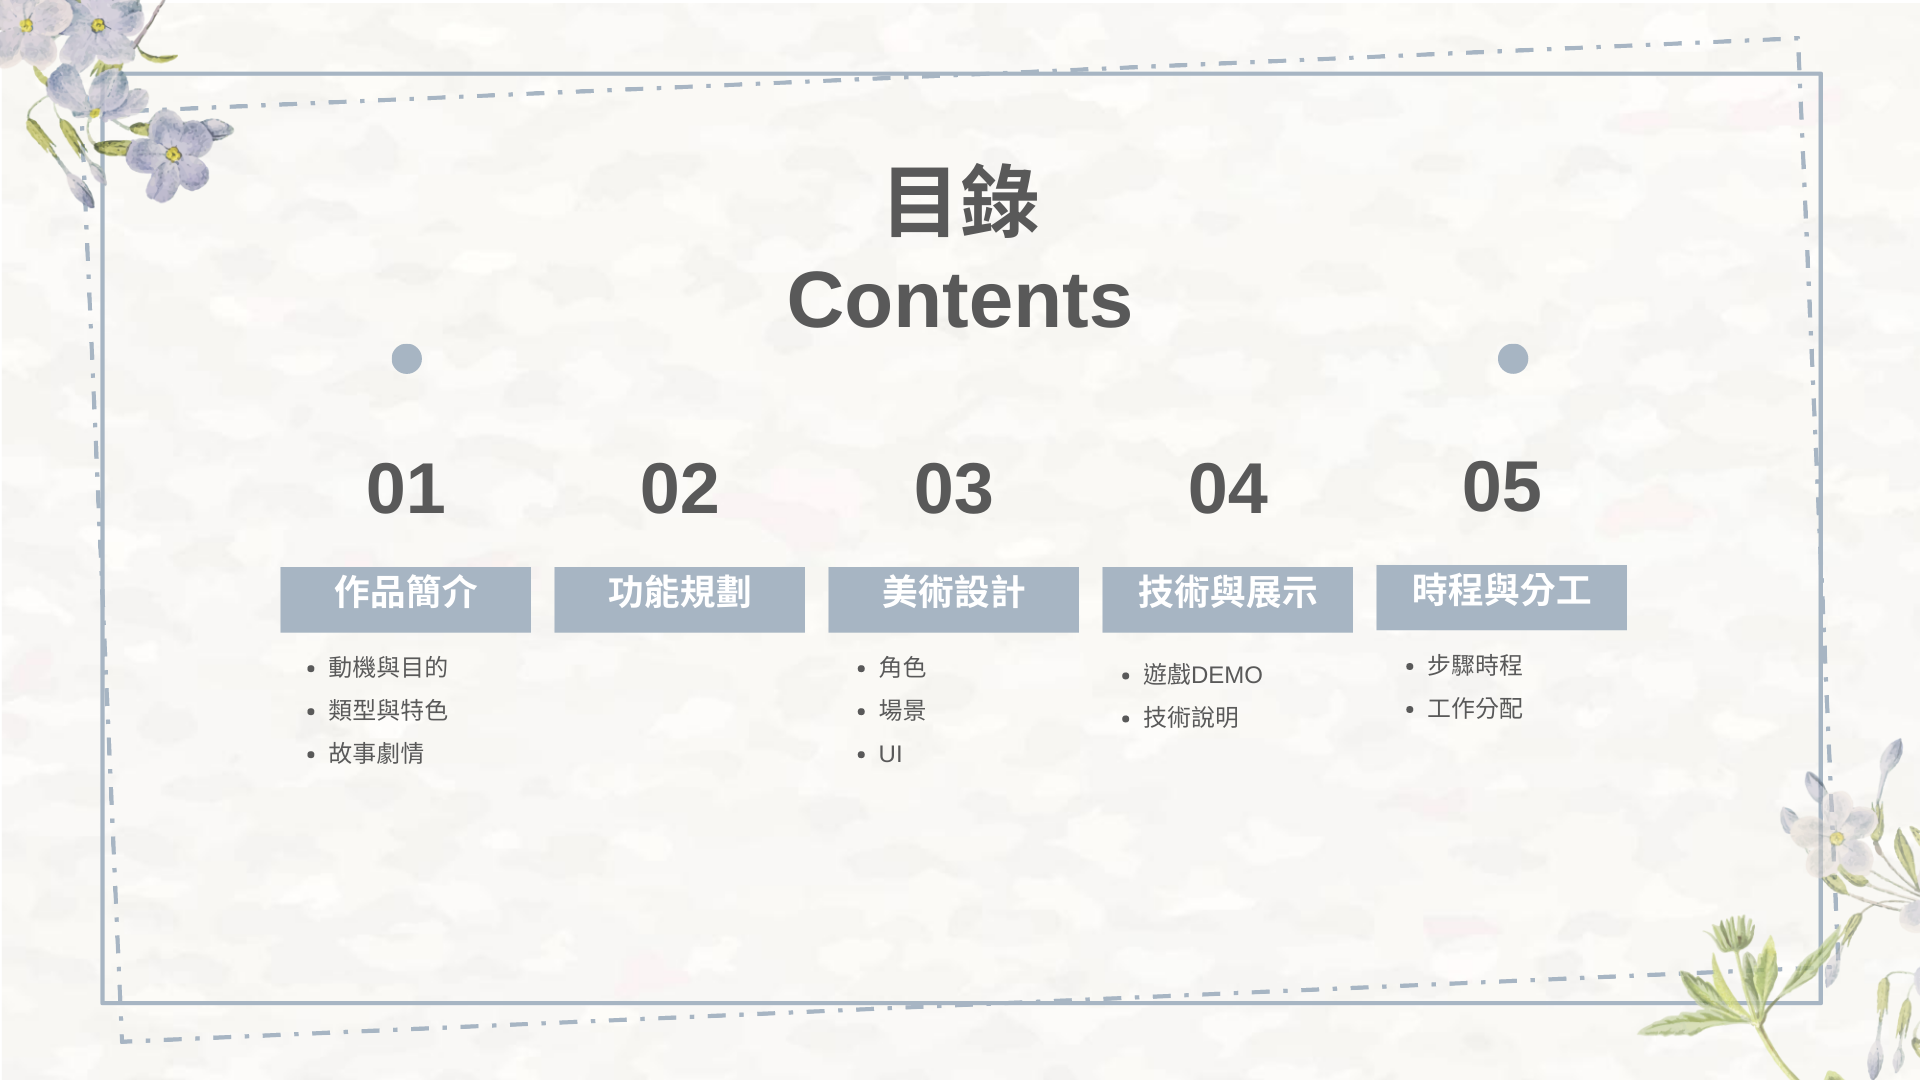 目錄
Contents
01
作品簡介
動機與目的
類型與特色
故事劇情
02
功能規劃
03
美術設計
角色
場景
UI
04
技術與展示
遊戲DEMO
技術說明
05
時程與分工
步驟時程
工作分配